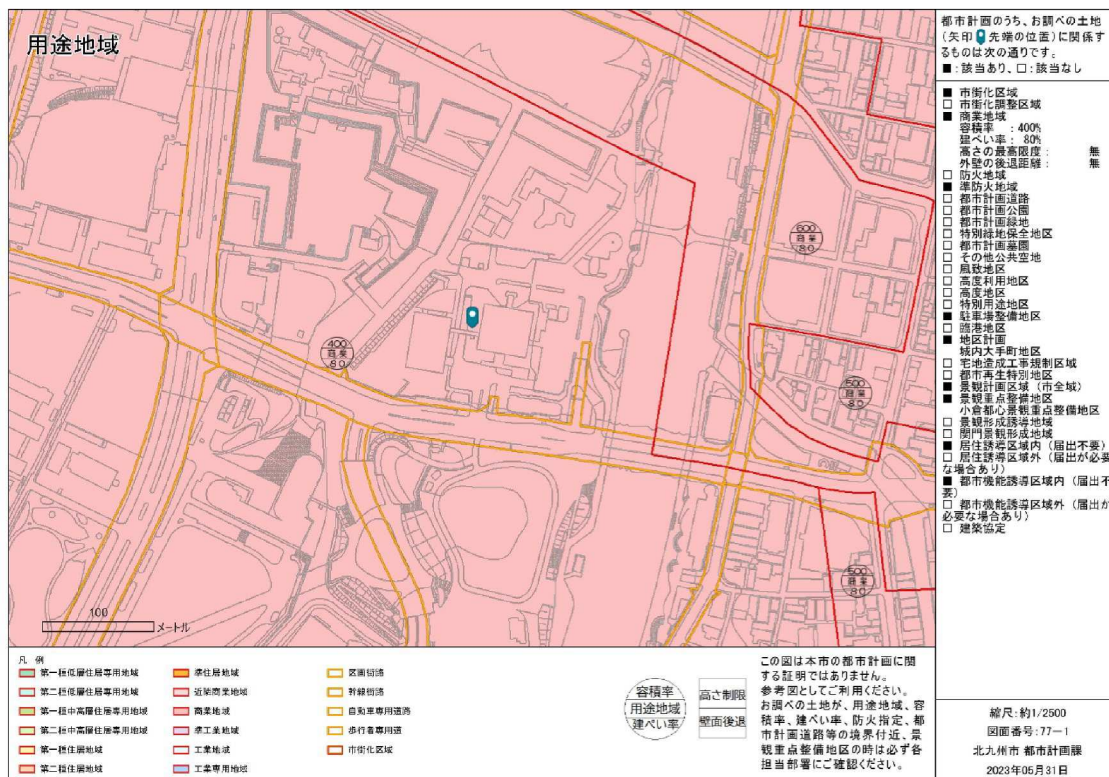 用途地域
400
商業
80
600
商業
80
500
商業
80
500
商業
80
100
メートル
都市計画のうち、お調べの土地
(矢印 先端の位置)に関係す
るものは次の通りです。
■:該当あり、□:該当なし
■ 市街化区域
□ 市街化調整区域
■ 商業地域
容積率 : 400%
建ぺい率 : 80%
高さの最高限度 : 無
外壁の後退距離 : 無
□ 防火地域
■ 準防火地域
□ 都市計画道路
□ 都市計画公園
□ 都市計画緑地
□ 特別緑地保全地区
□ 都市計画墓園
□ その他公共空地
□ 風致地区
□ 高度利用地区
□ 高度地区
□ 特別用途地区
■ 駐車場整備地区
□ 臨港地区
■ 地区計画
城内大手町地区
□ 宅地造成工事規制区域
□ 都市再生特別地区
■ 景観計画区域(市全域)
■ 景観重点整備地区
小倉都心景観重点整備地区
□ 景観形成誘導地域
□ 関門景観形成地域
■ 居住誘導区域内(届出不要)
□ 居住誘導区域外(届出が必要
な場合あり)
■ 都市機能誘導区域内(届出不
要)
□ 都市機能誘導区域外(届出が
必要な場合あり)
□ 建築協定
凡 例
第一種低層住居専用地域
第二種低層住居専用地域
第一種中高層住居専用地域
第二種中高層住居専用地域
第一種住居地域
第二種住居地域
準住居地域
近隣商業地域
商業地域
準工業地域
工業地域
工業専用地域
区画街路
幹線街路
自動車専用道路
歩行者専用道
市街化区域
容積率
用途地域
建ぺい率
高さ制限
壁面後退
この図は本市の都市計画に関
する証明ではありません。
参考図としてご利用ください。
お調べの土地が、用途地域、容
積率、建ぺい率、防火指定、都
市計画道路等の境界付近、景
観重点整備地区の時は必ず各
担当部署にご確認ください。
縮尺:約1/2500
図面番号:77-1
北九州市 都市計画課
2023年05月31日